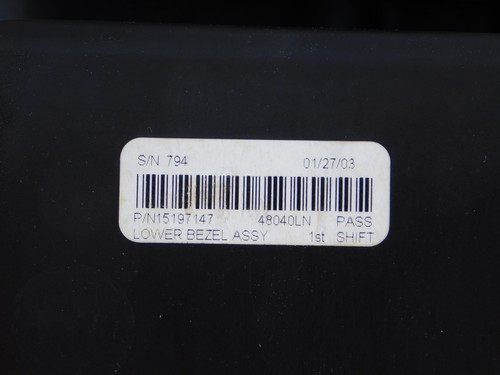 S/N 794 01/27/03
P/N15197147 48040LN PASS
LOWER BEZEL ASSY 1st SHIFT